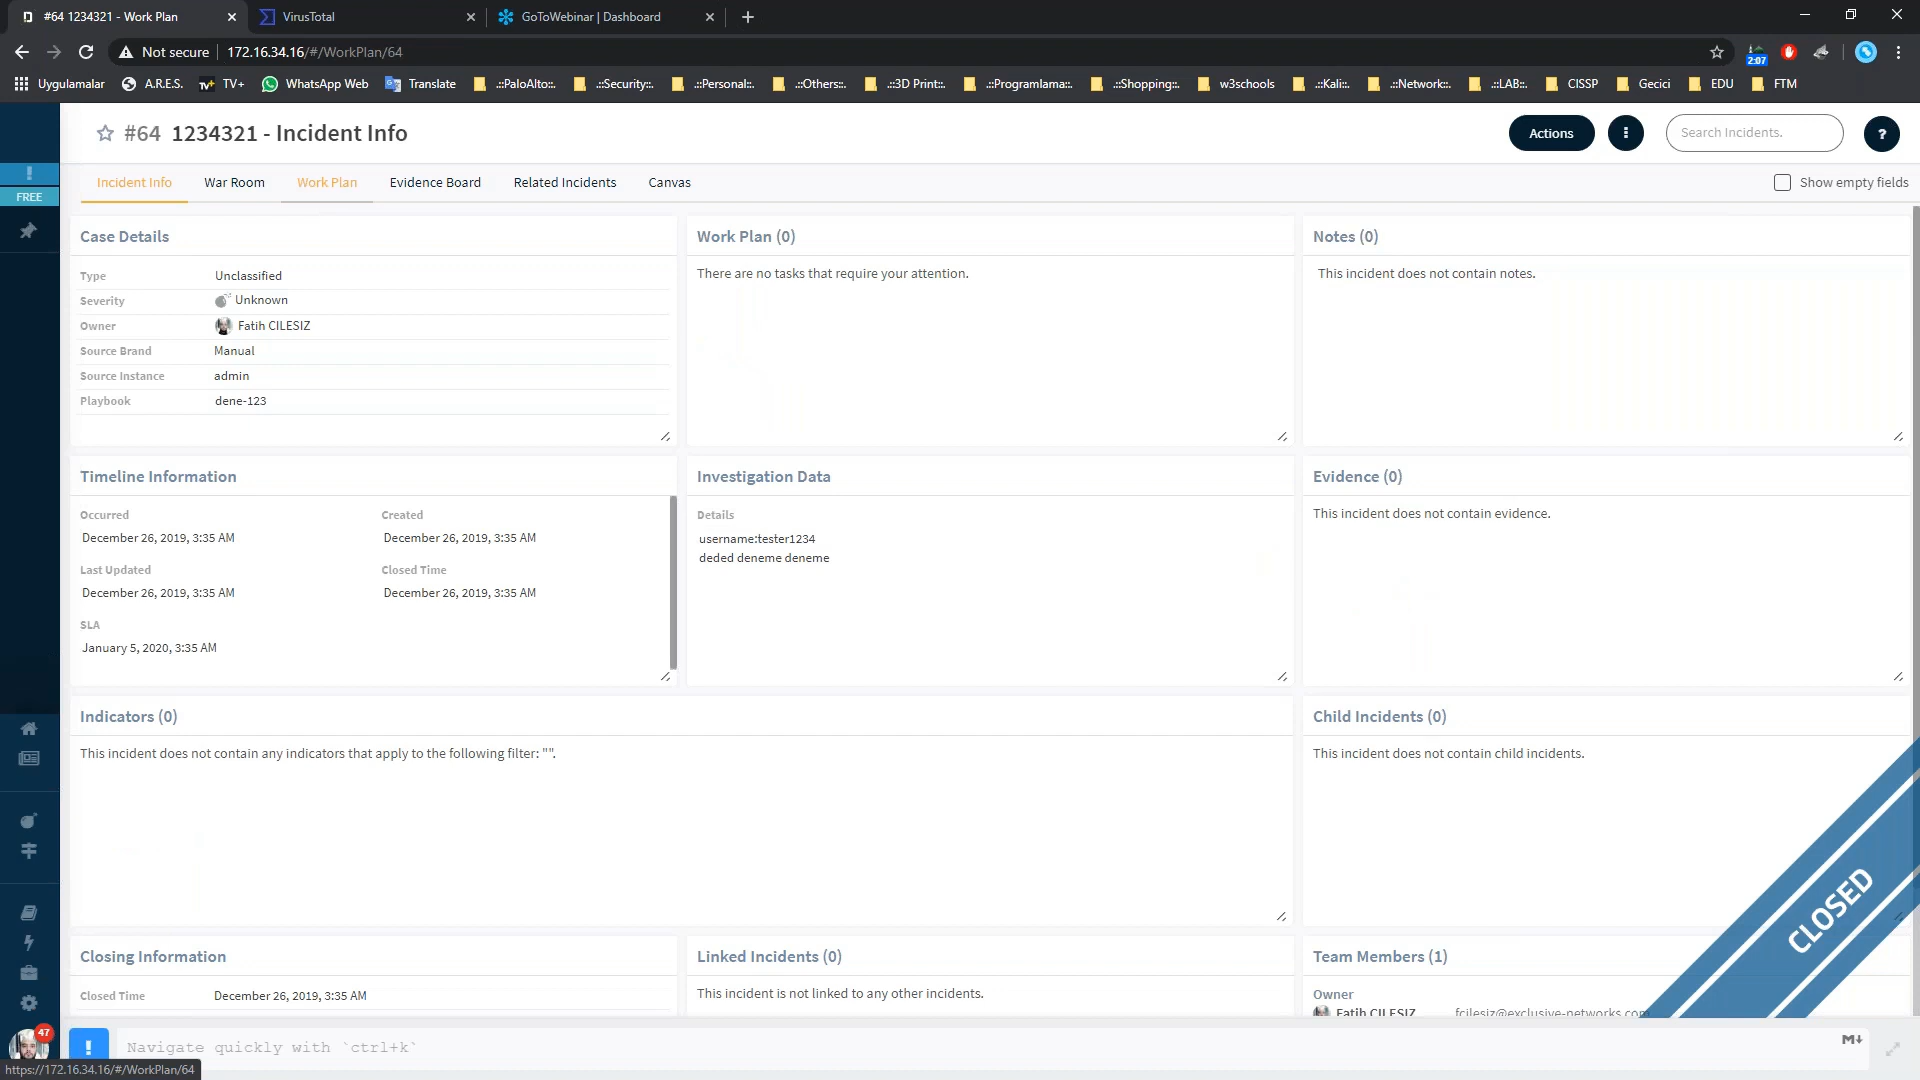 #64 1234321 - Work Plan
VirusTotal
GoToWebinar | Dashboard
Not secure
172.16.34.16/#/WorkPlan/64
2:07
Uygulamalar
A.R.E.S.
TV+
WhatsApp Web
Translate
.::PaloAlto::.
.::Security::.
.::Personal::.
.::Others::.
.::3D Print::.
.::Programlama::.
.::Shopping::.
w3schools
.::Kali::.
.::Network::.
.::LAB::.
CISSP
Gecici
EDU
FTM
#64 1234321 - Incident Info
Actions
Search Incidents.
?
FREE
Incident Info
War Room
Work Plan
Evidence Board
Related Incidents
Canvas
Show empty fields
Case Details
Type Unclassified
Severity Unknown
Owner Fatih CILESIZ
Source Brand Manual
Source Instance admin
Playbook dene-123
Work Plan (0)
There are no tasks that require your attention.
Notes (0)
This incident does not contain notes.
Timeline Information
Occurred Created
December 26, 2019, 3:35 AM December 26, 2019, 3:35 AM
Last Updated Closed Time
December 26, 2019, 3:35 AM December 26, 2019, 3:35 AM
SLA
January 5, 2020, 3:35 AM
Investigation Data
Details
username:tester1234
deded deneme deneme
Evidence (0)
This incident does not contain evidence.
Indicators (0)
This incident does not contain any indicators that apply to the following filter: "".
Child Incidents (0)
This incident does not contain child incidents.
CLOSED
Closing Information
Closed Time December 26, 2019, 3:35 AM
Linked Incidents (0)
This incident is not linked to any other incidents.
Team Members (1)
Owner
Fatih CILESIZ fcilesiz@exclusive-networks.com
47
!
Navigate quickly with `ctrl+k`
M↓
https://172.16.34.16/#/WorkPlan/64